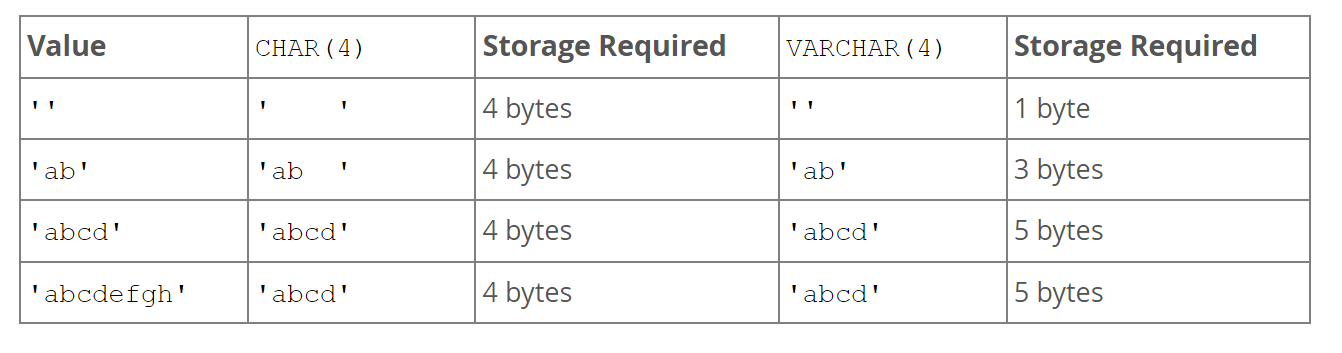 Value CHAR(4) Storage Required VARCHAR(4) Storage Required
'' '    ' 4 bytes '' 1 byte
'ab' 'ab  ' 4 bytes 'ab' 3 bytes
'abcd' 'abcd' 4 bytes 'abcd' 5 bytes
'abcdefgh' 'abcd' 4 bytes 'abcd' 5 bytes